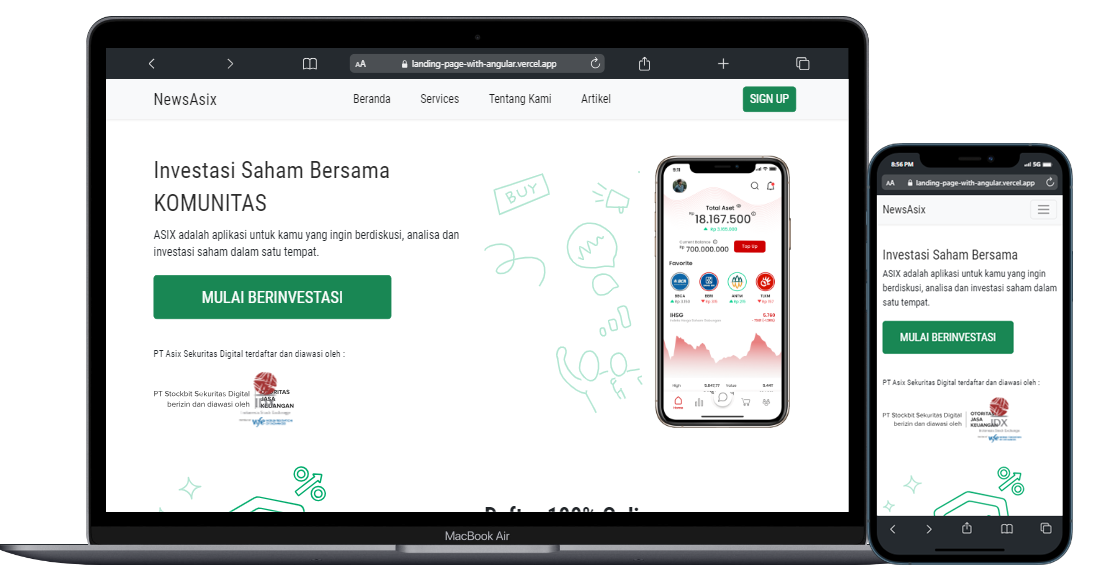 AA landing-page-with-angular.vercel.app
NewsAsix Beranda Services Tentang Kami Artikel SIGN UP
Investasi Saham Bersama
KOMUNITAS
ASIX adalah aplikasi untuk kamu yang ingin berdiskusi, analisa dan
investasi saham dalam satu tempat.
MULAI BERINVESTASI
PT Asix Sekuritas Digital terdaftar dan diawasi oleh :
PT Stockbit Sekuritas Digital
berizin dan diawasi oleh
OTORITAS
JASA
KEUANGAN
BUY
9:11
Total Aset
Rp 18.167.500
Current Balance
Rp 700.000.000
Top Up
Favorite
BBCA BBRI ANTM TLKM
IHSG
5.760
High Value
MacBook Air
8:56 PM 5G
AA landing-page-with-angular.vercel.app
NewsAsix
Investasi Saham Bersama
ASIX adalah aplikasi untuk kamu yang ingin
berdiskusi, analisa dan investasi saham dalam
satu tempat.
MULAI BERINVESTASI
PT Asix Sekuritas Digital terdaftar dan diawasi oleh :
PT Stockbit Sekuritas Digital
berizin dan diawasi oleh
OTORITAS
JASA
KEUANGAN
IDX